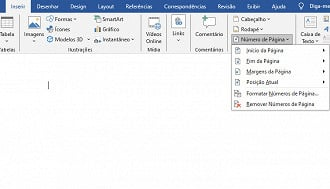 Inserir Desenhar Design Layout Referências Correspondências Revisão Exibir Ajuda Diga-me
Tabela
Tabelas
Imagens
Formas
Ícones
Modelos 3D
SmartArt
Gráfico
Instantâneo
Ilustrações
Vídeos Online
Mídia
Links
Comentário
Comentários
Cabeçalho
Rodapé
Número de Página
Caixa de Texto
Início da Página
Fim da Página
Margens da Página
Posição Atual
Formatar Números de Página...
Remover Números de Página